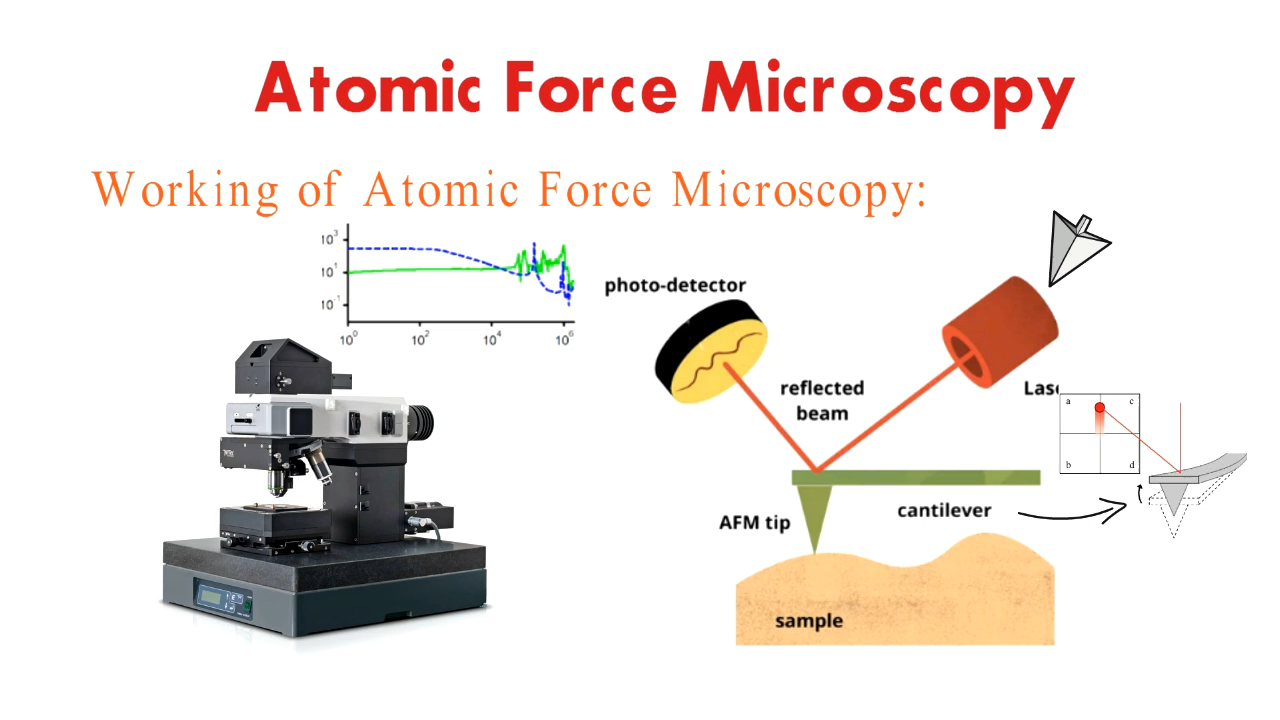 Atomic Force Microscopy
Working of Atomic Force Microscopy:
10³
10¹
10⁻¹
10⁰ 10² 10⁴ 10⁶
photo-detector
reflected
beam
Lase
a c
b d
AFM tip
cantilever
sample